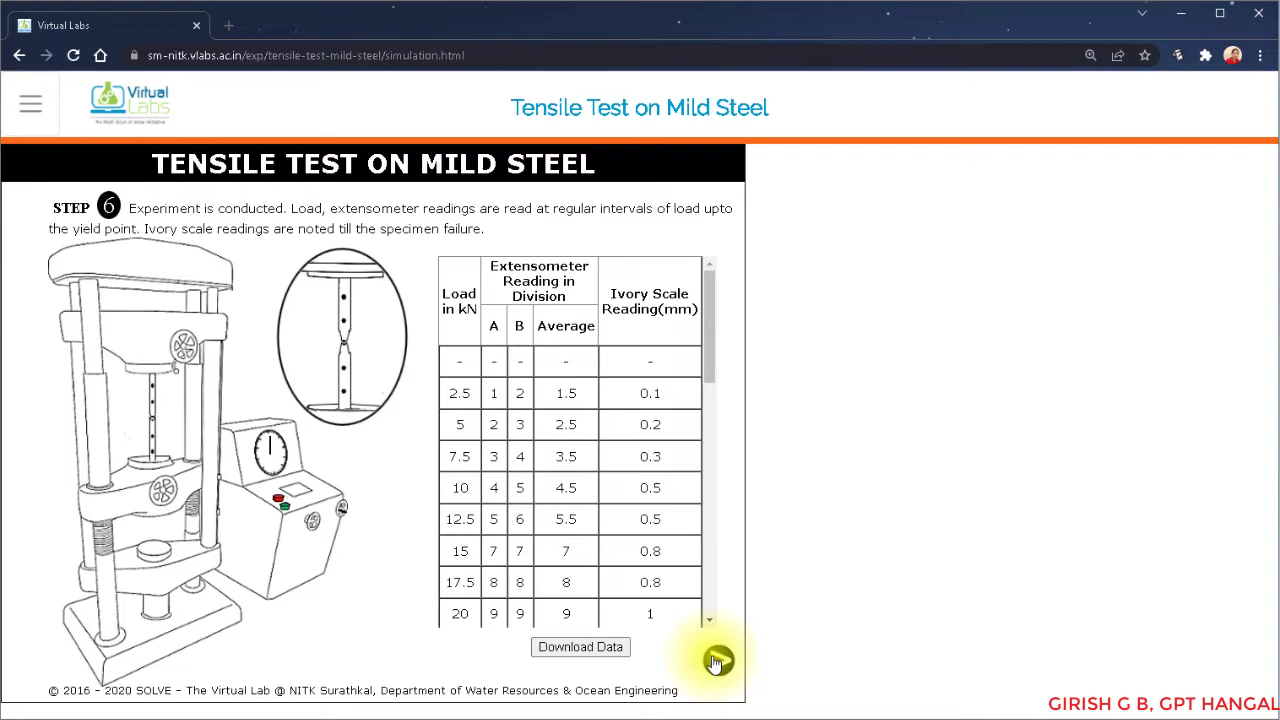 Virtual Labs
sm-nitk.vlabs.ac.in/exp/tensile-test-mild-steel/simulation.html
Virtual
Labs
Tensile Test on Mild Steel
TENSILE TEST ON MILD STEEL
STEP 6 Experiment is conducted. Load, extensometer readings are read at regular intervals of load upto
the yield point. Ivory scale readings are noted till the specimen failure.
Load in kN | Extensometer Reading in Division | Ivory Scale Reading(mm)
A B Average
- - - - -
2.5 1 2 1.5 0.1
5 2 3 2.5 0.2
7.5 3 4 3.5 0.3
10 4 5 4.5 0.5
12.5 5 6 5.5 0.5
15 7 7 7 0.8
17.5 8 8 8 0.8
20 9 9 9 1
Download Data
© 2016 - 2020 SOLVE - The Virtual Lab @ NITK Surathkal, Department of Water Resources & Ocean Engineering
GIRISH G B, GPT HANGAL